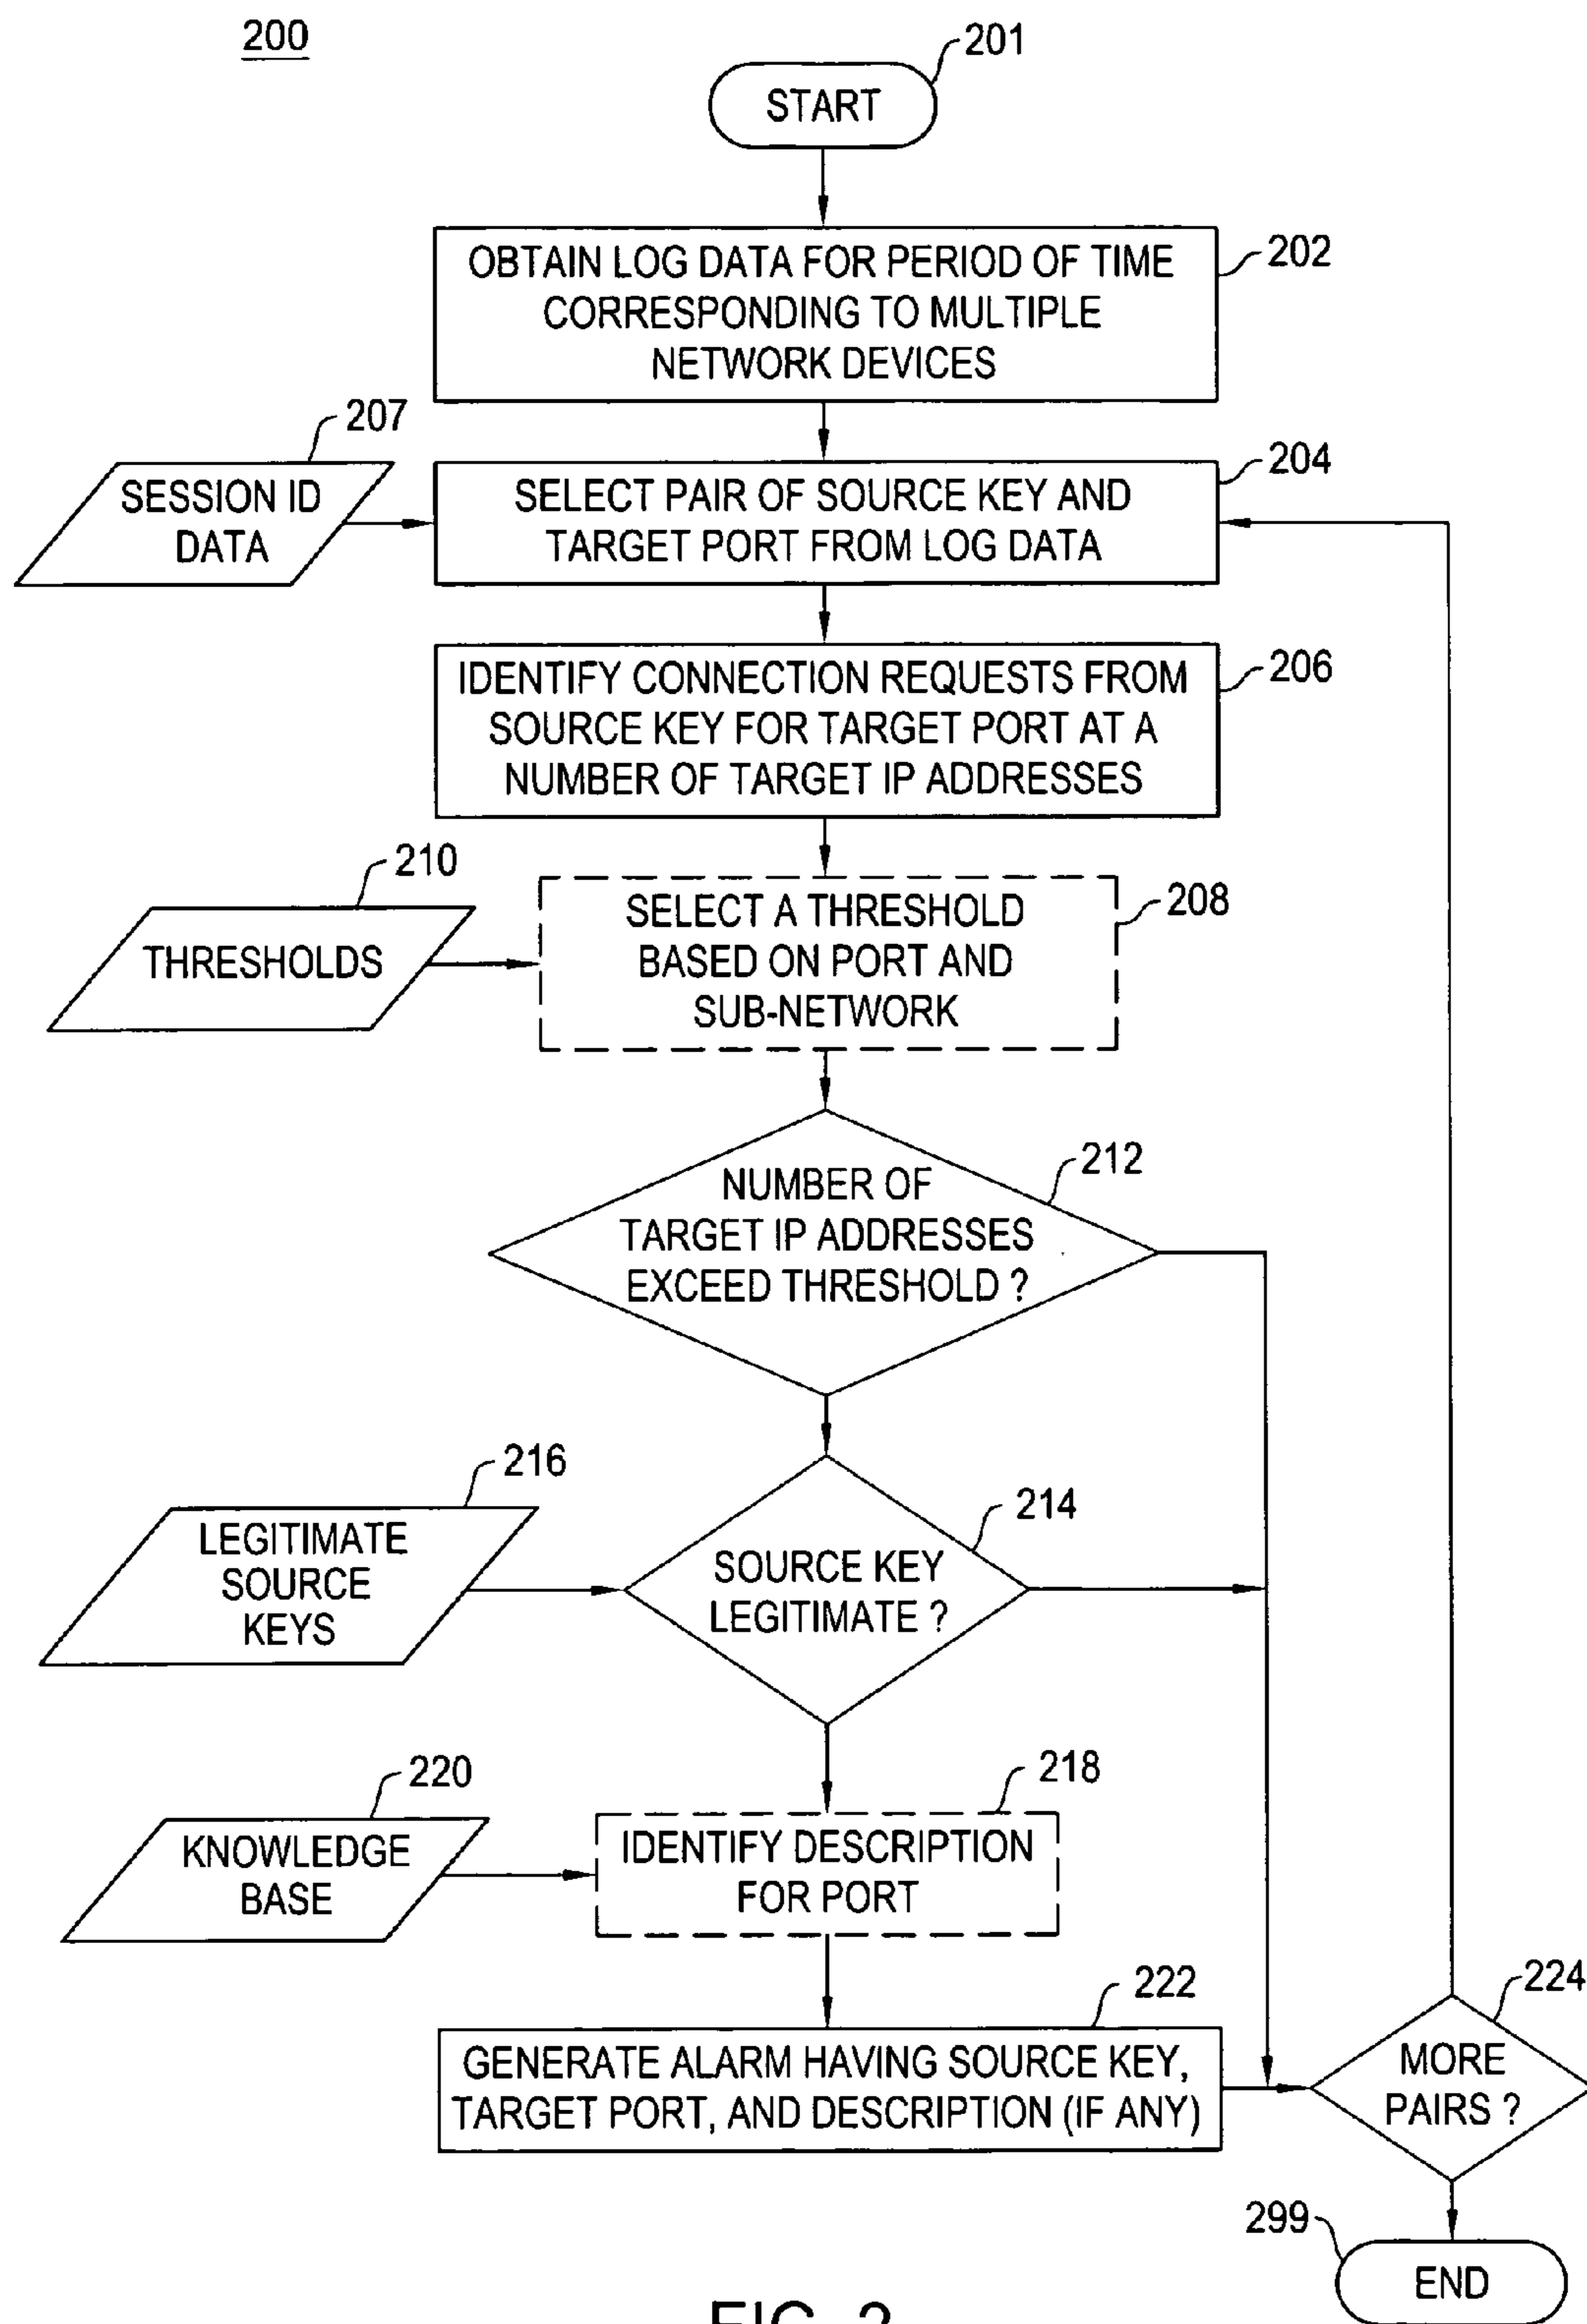 200
201
START
OBTAIN LOG DATA FOR PERIOD OF TIME
CORRESPONDING TO MULTIPLE
NETWORK DEVICES
202
207
SESSION ID
DATA
SELECT PAIR OF SOURCE KEY AND
TARGET PORT FROM LOG DATA
204
IDENTIFY CONNECTION REQUESTS FROM
SOURCE KEY FOR TARGET PORT AT A
NUMBER OF TARGET IP ADDRESSES
206
210
THRESHOLDS
SELECT A THRESHOLD
BASED ON PORT AND
SUB-NETWORK
208
NUMBER OF
TARGET IP ADDRESSES
EXCEED THRESHOLD ?
212
216
LEGITIMATE
SOURCE
KEYS
SOURCE KEY
LEGITIMATE ?
214
220
KNOWLEDGE
BASE
IDENTIFY DESCRIPTION
FOR PORT
218
222
GENERATE ALARM HAVING SOURCE KEY,
TARGET PORT, AND DESCRIPTION (IF ANY)
224
MORE
PAIRS ?
299
END
FIG. 2